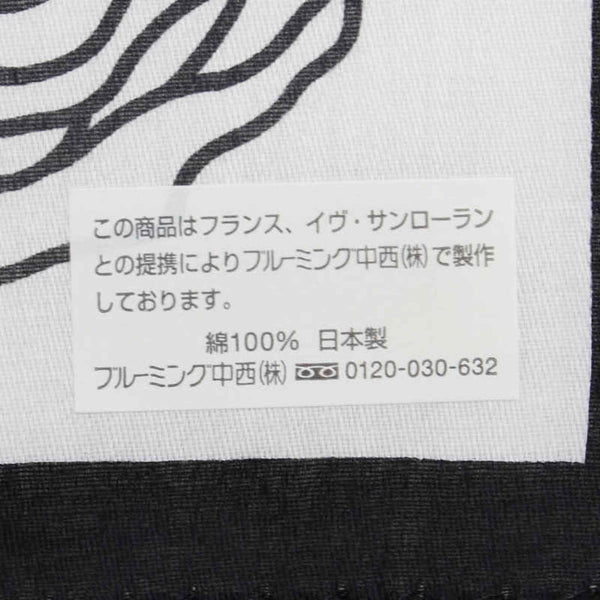 この商品はフランス、イヴ・サンローラン
との提携によりブルーミング中西(株)で製作
しております。
綿100% 日本製
ブルーミング中西(株) 0120-030-632